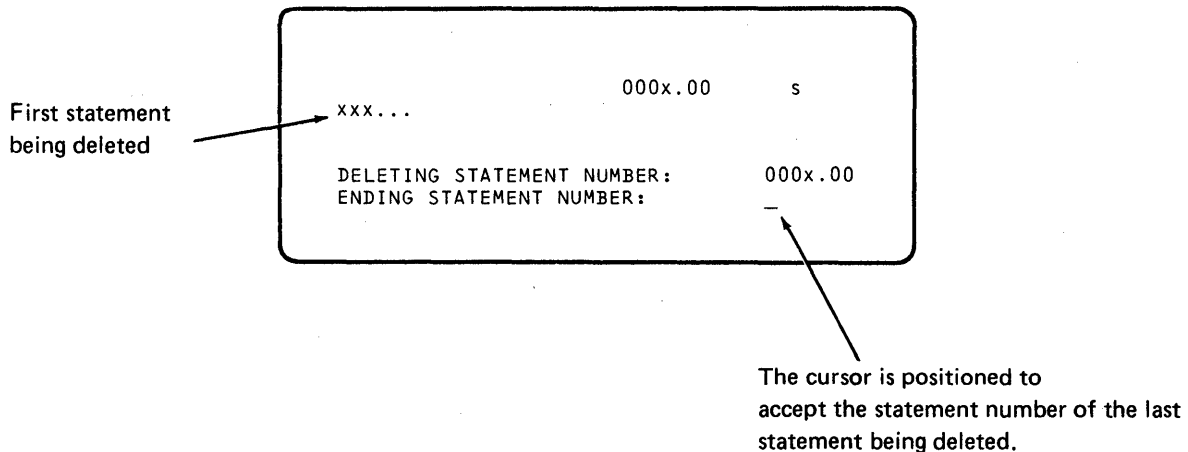 000x.00 s
First statement
being deleted
xxx...
DELETING STATEMENT NUMBER: 000x.00
ENDING STATEMENT NUMBER: _
The cursor is positioned to
accept the statement number of the last
statement being deleted.